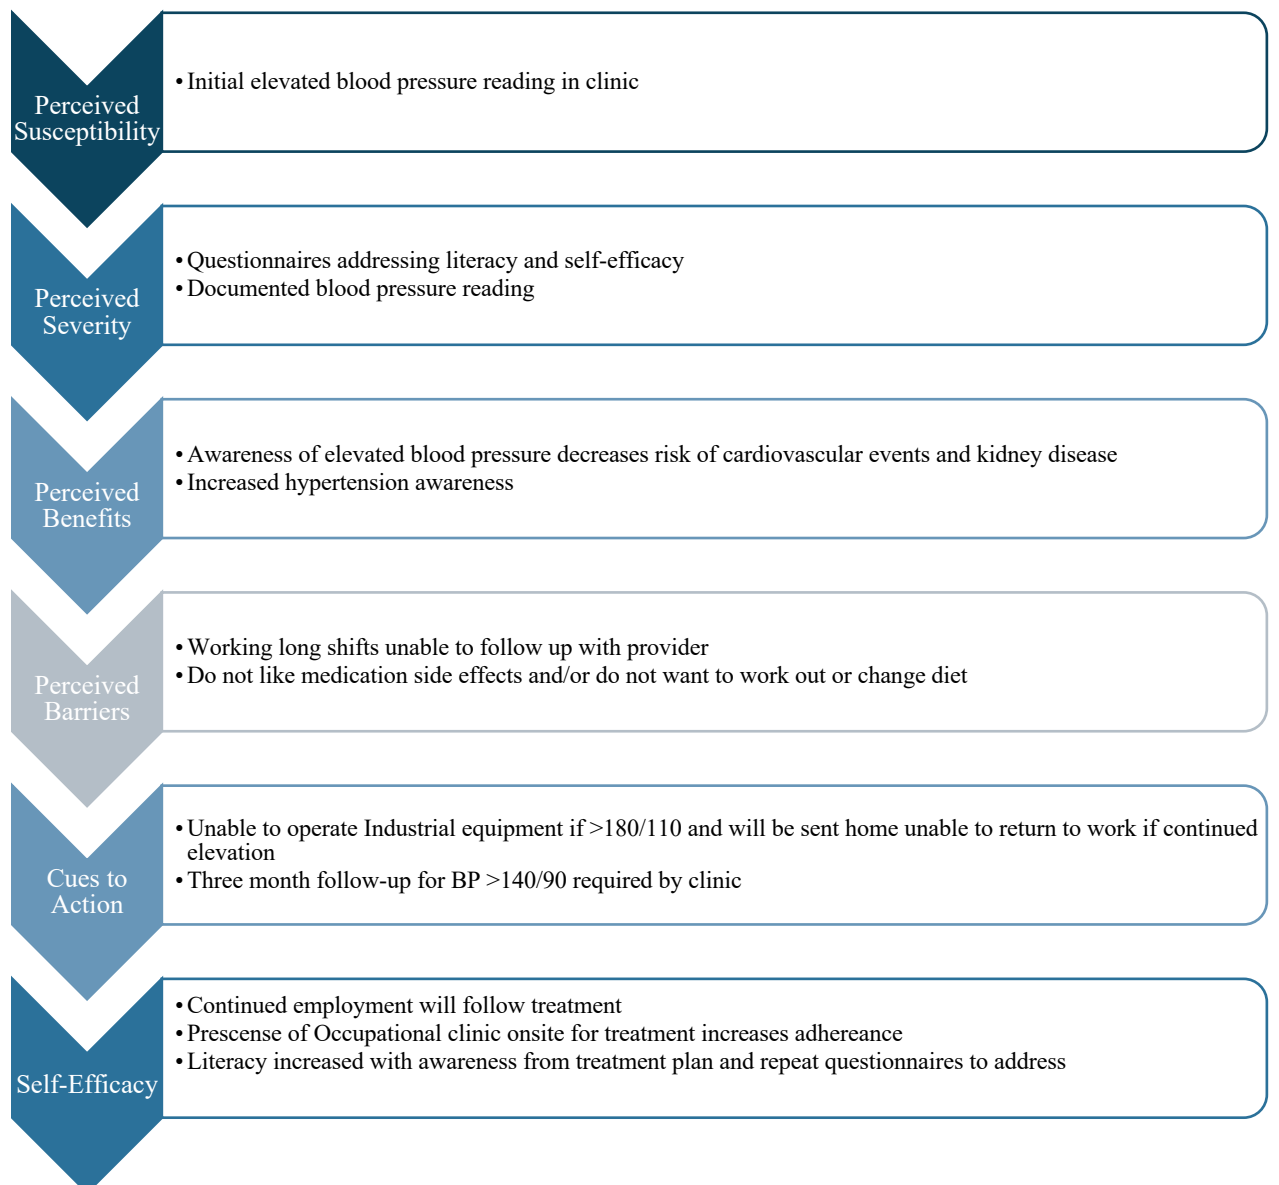 Perceived
Susceptibility
• Initial elevated blood pressure reading in clinic
Perceived
Severity
• Questionnaires addressing literacy and self-efficacy
• Documented blood pressure reading
Perceived
Benefits
• Awareness of elevated blood pressure decreases risk of cardiovascular events and kidney disease
• Increased hypertension awareness
Perceived
Barriers
• Working long shifts unable to follow up with provider
• Do not like medication side effects and/or do not want to work out or change diet
Cues to
Action
• Unable to operate Industrial equipment if >180/110 and will be sent home unable to return to work if continued
elevation
• Three month follow-up for BP >140/90 required by clinic
Self-Efficacy
• Continued employment will follow treatment
• Prescense of Occupational clinic onsite for treatment increases adhereance
• Literacy increased with awareness from treatment plan and repeat questionnaires to address